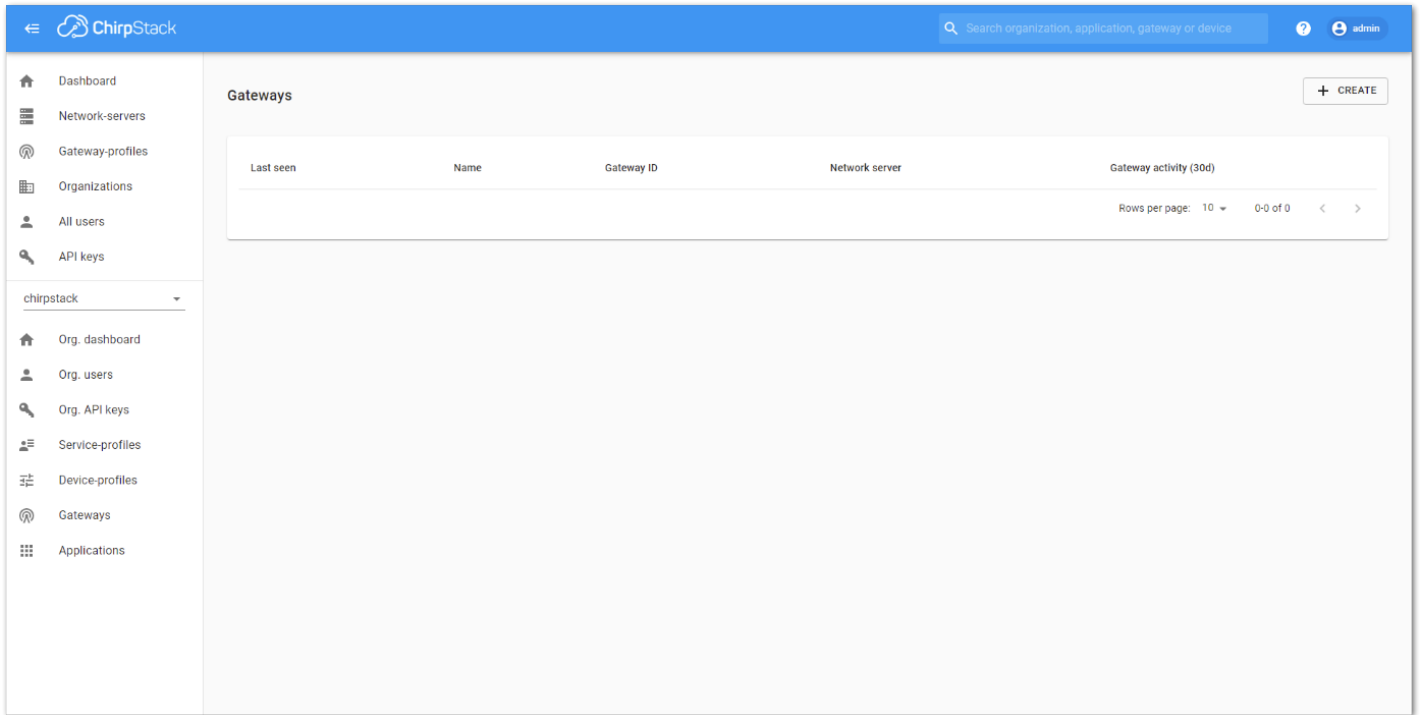 ChirpStack
Search organization, application, gateway or device
? admin
Dashboard
Network-servers
Gateway-profiles
Organizations
All users
API keys
chirpstack
Org. dashboard
Org. users
Org. API keys
Service-profiles
Device-profiles
Gateways
Applications
Gateways
+ CREATE
Last seen Name Gateway ID Network server Gateway activity (30d)
Rows per page: 10 0-0 of 0 < >